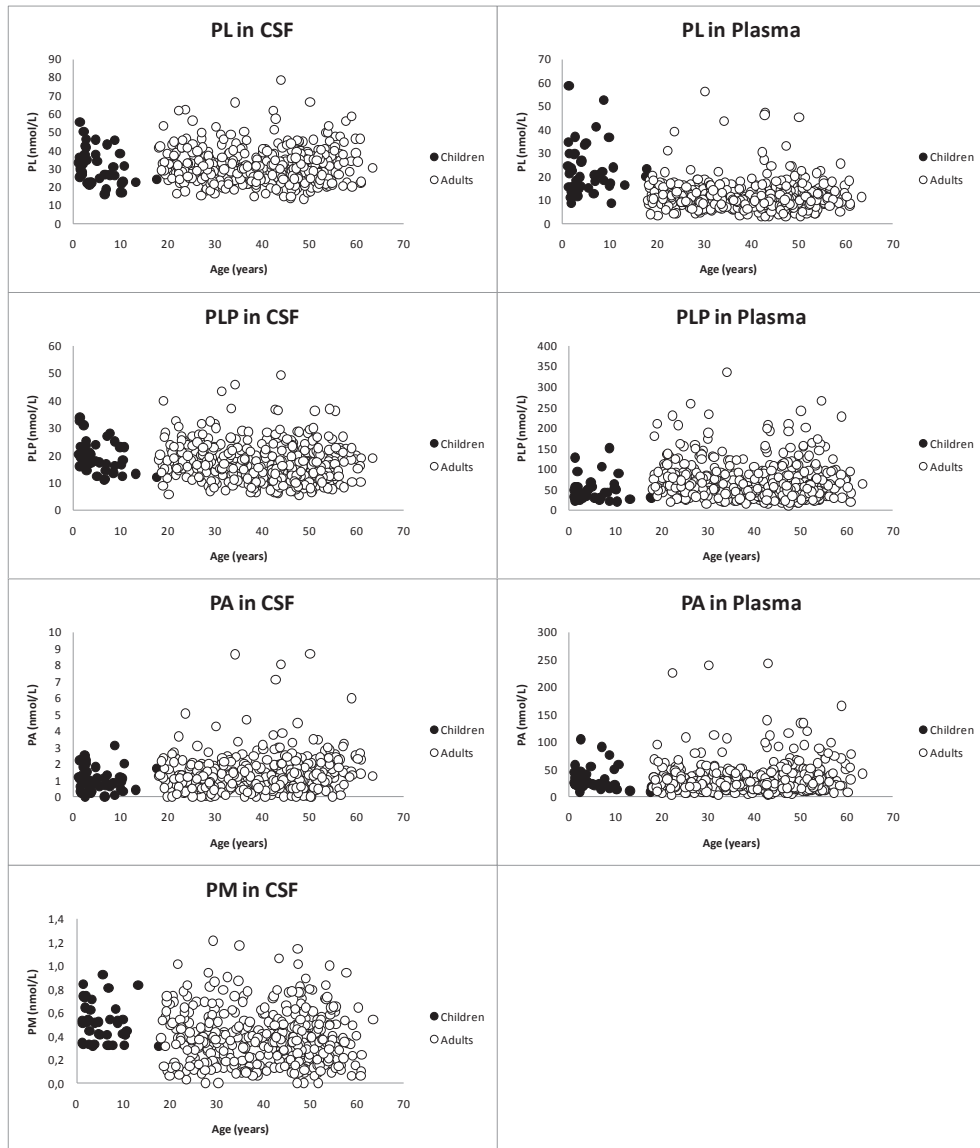 PL in CSF
PL (nmol/L)
90
80
70
60
50
40
30
20
10
0
0 10 20 30 40 50 60 70
Age (years)
Children
Adults
PL in Plasma
PL (nmol/L)
70
60
50
40
30
20
10
0
0 10 20 30 40 50 60 70
Age (years)
Children
Adults
PLP in CSF
PLP (nmol/L)
60
50
40
30
20
10
0
0 10 20 30 40 50 60 70
Age (years)
Children
Adults
PLP in Plasma
PLP (nmol/L)
400
350
300
250
200
150
100
50
0
0 10 20 30 40 50 60 70
Age (years)
Children
Adults
PA in CSF
PA (nmol/L)
10
9
8
7
6
5
4
3
2
1
0
0 10 20 30 40 50 60 70
Age (years)
Children
Adults
PA in Plasma
PA (nmol/L)
300
250
200
150
100
50
0
0 10 20 30 40 50 60 70
Age (years)
Children
Adults
PM in CSF
PM (nmol/L)
1,4
1,2
1,0
0,8
0,6
0,4
0,2
0,0
0 10 20 30 40 50 60 70
Age (years)
Children
Adults